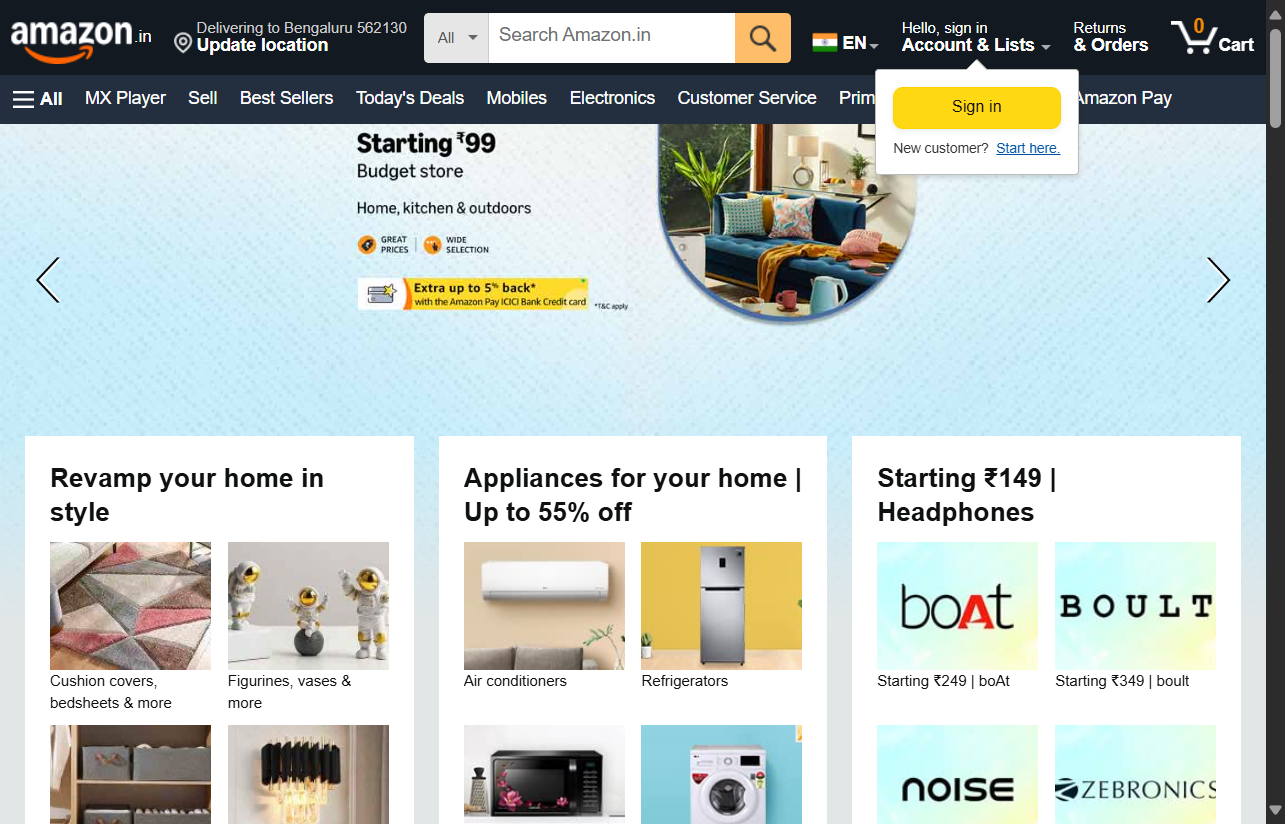 amazon.in
Delivering to Bengaluru 562130
Update location
All
Search Amazon.in
EN
Hello, sign in
Account & Lists
Returns
& Orders
0
Cart
All
MX Player
Sell
Best Sellers
Today's Deals
Mobiles
Electronics
Customer Service
Prim
Amazon Pay
Sign in
New customer? Start here.
Starting ₹99
Budget store
Home, kitchen & outdoors
GREAT
PRICES
WIDE
SELECTION
Extra up to 5% back*
with the Amazon Pay ICICI Bank Credit card
*T&C apply
Revamp your home in
style
Cushion covers,
bedsheets & more
Figurines, vases &
more
Appliances for your home |
Up to 55% off
Air conditioners
Refrigerators
Starting ₹149 |
Headphones
boAt
BOULT
Starting ₹249 | boAt
Starting ₹349 | boult
NOISE
ZEBRONICS